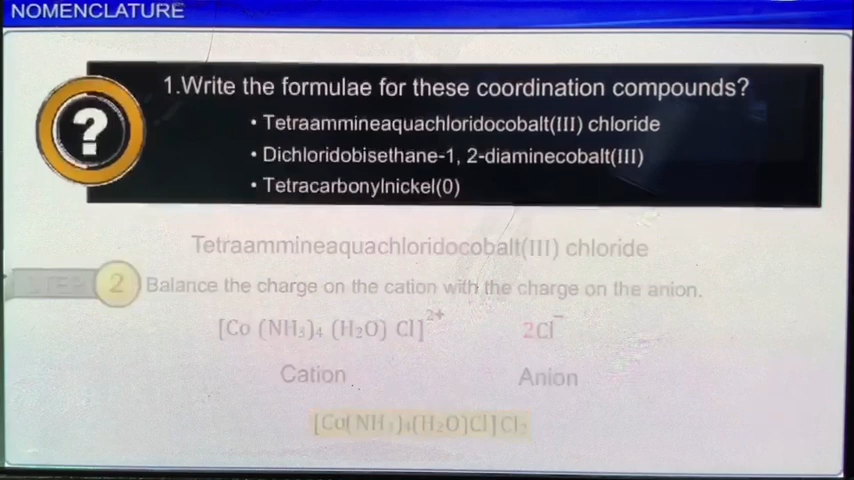 NOMENCLATURE
?
1.Write the formulae for these coordination compounds?
• Tetraammineaquachloridocobalt(III) chloride
• Dichloridobisethane-1, 2-diaminecobalt(III)
• Tetracarbonylnickel(0)
Tetraammineaquachloridocobalt(III) chloride
STEP 2 Balance the charge on the cation with the charge on the anion.
[Co (NH₃)₄ (H₂O) Cl]²⁺ 2Cl⁻
Cation Anion
[Co(NH₃)₄(H₂O)Cl]Cl₂